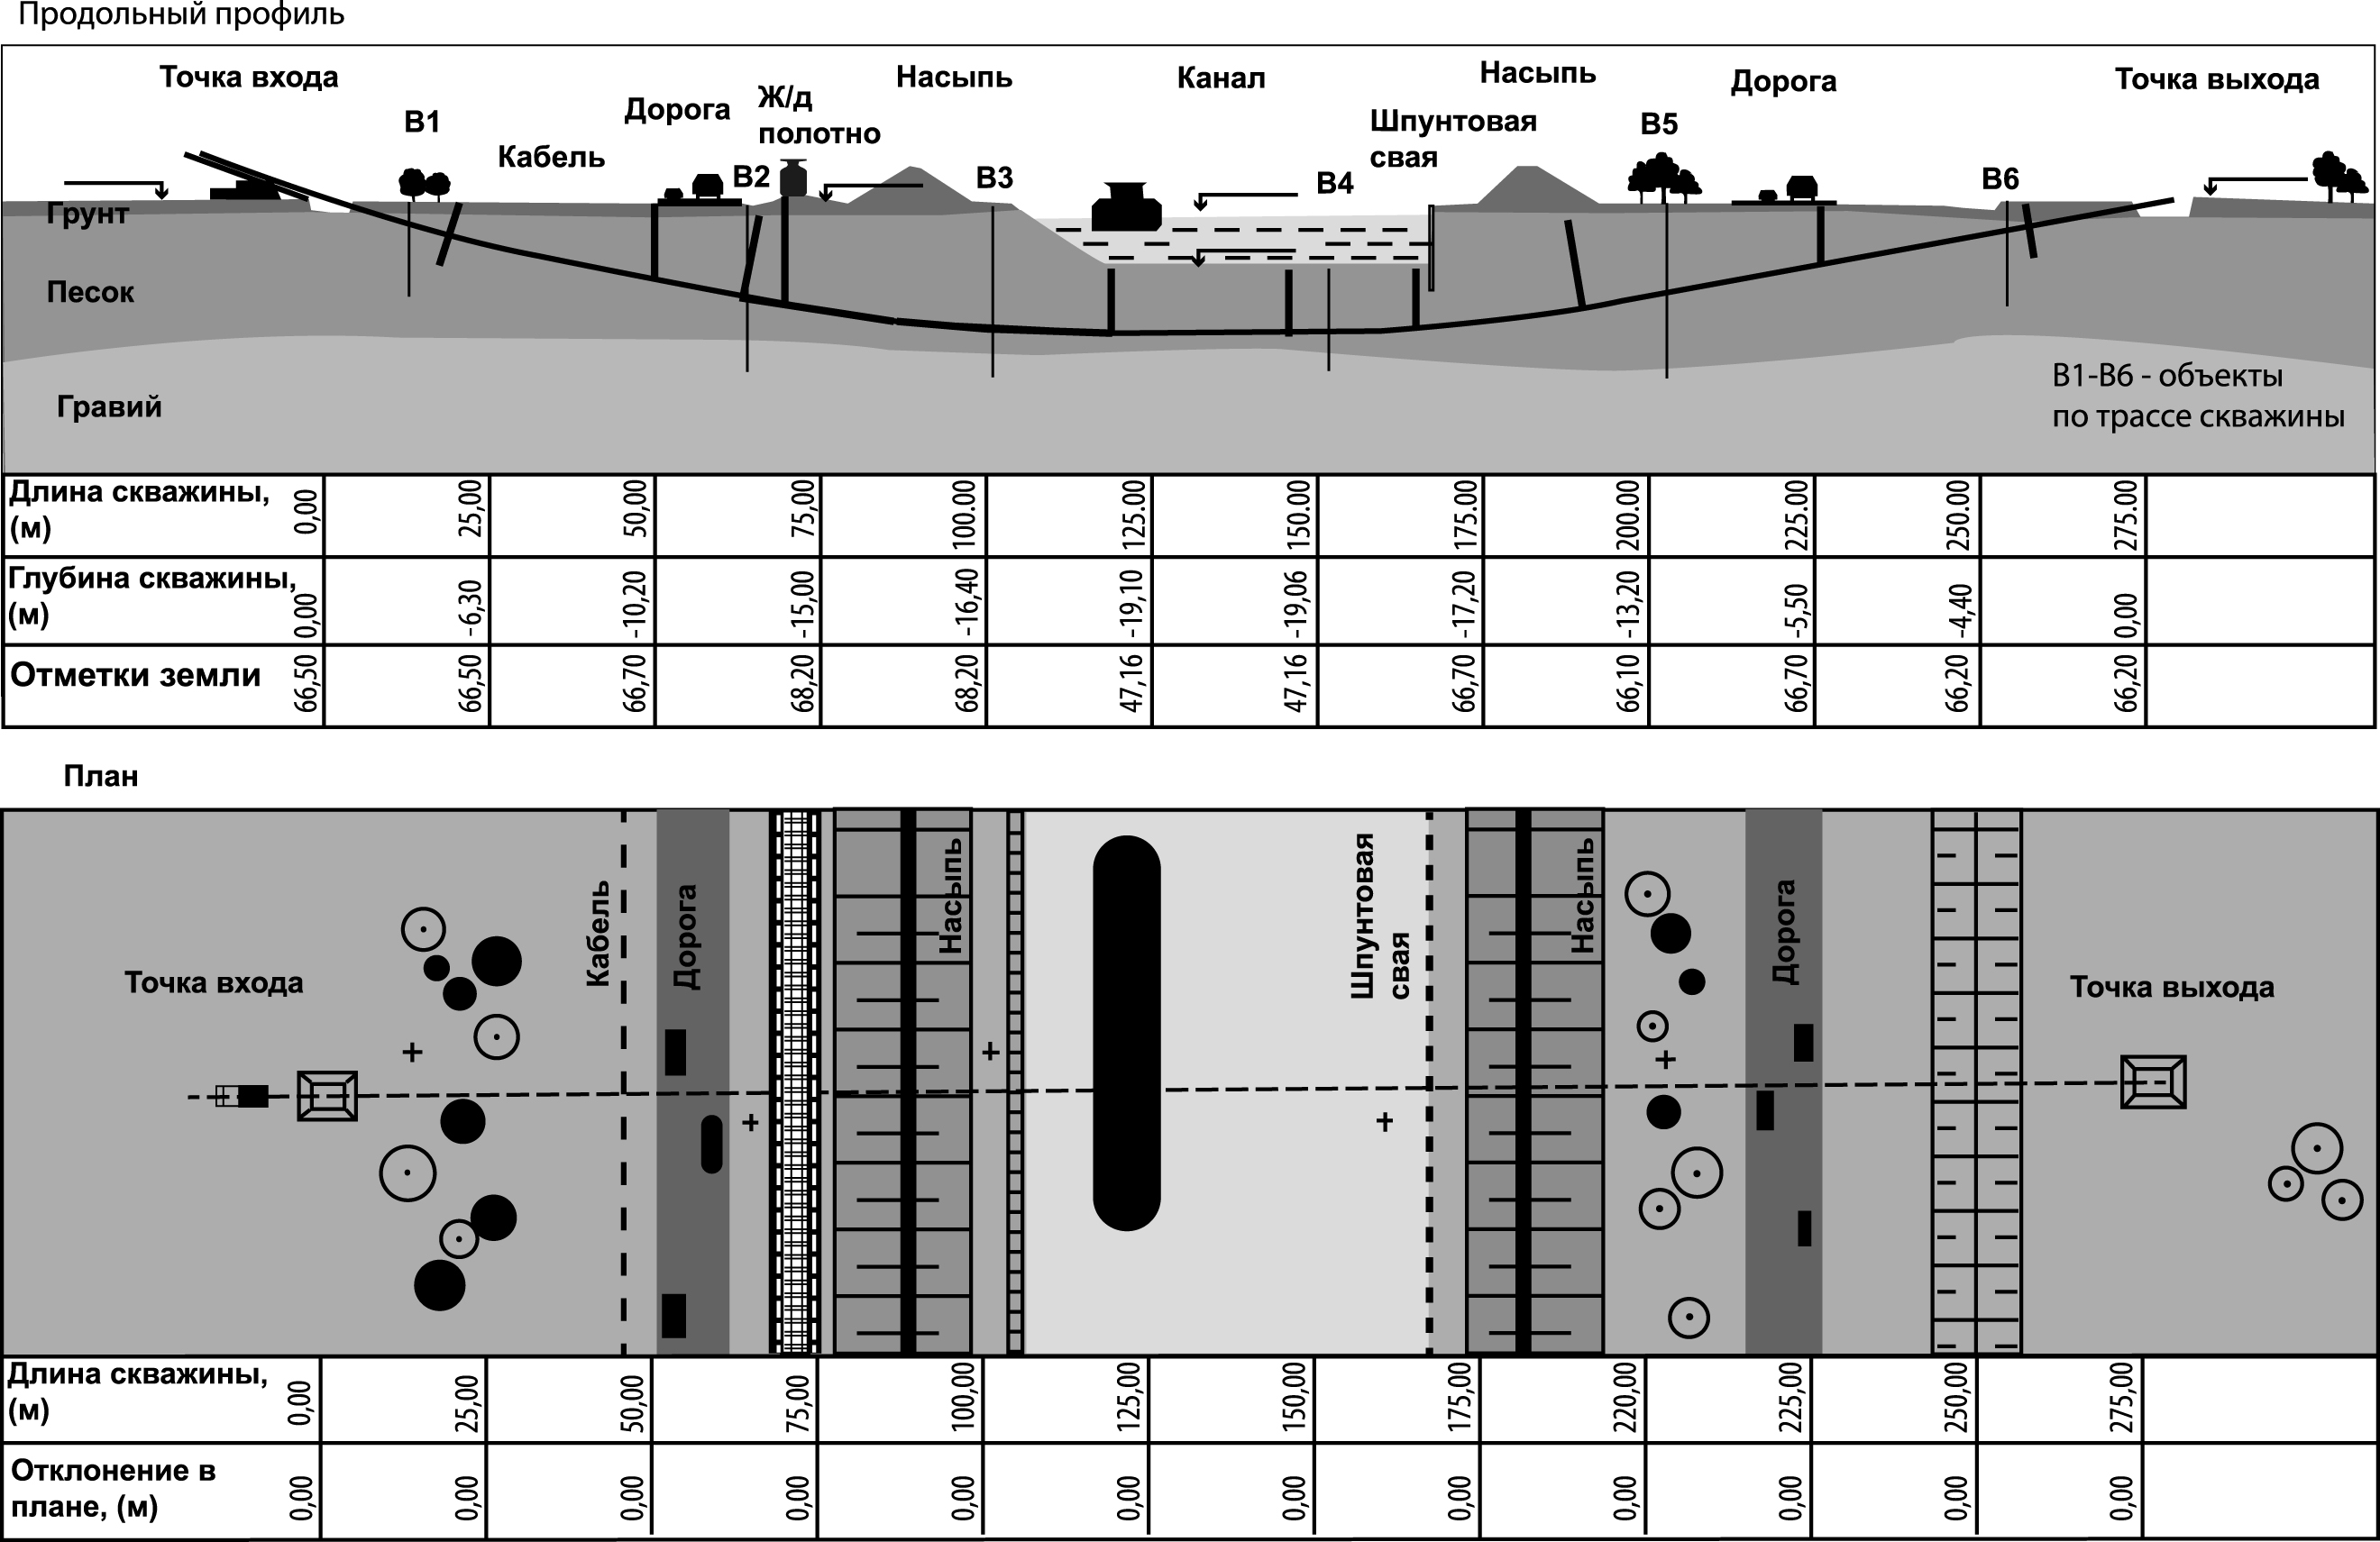 Продольный профиль
Точка входа
В1
Кабель
Дорога
Ж/д
полотно
В2
Насыпь
В3
Канал
В4
Шпунтовая
свая
Насыпь
В5
Дорога
В6
Точка выхода
Грунт
Песок
Гравий
В1-В6 - объекты
по трассе скважины
Длина скважины,
(м)
0,00 25,00 50,00 75,00 100.00 125.00 150.00 175.00 200.00 225.00 250.00 275.00
Глубина скважины,
(м)
0,00 -6,30 -10,20 -15,00 -16,40 -19,10 -19,06 -17,20 -13,20 -5,50 -4,40 0,00
Отметки земли
66,50 66,50 66,70 68,20 68,20 47,16 47,16 66,70 66,10 66,70 66,20 66,20
План
Точка входа
Кабель
Дорога
Насыпь
Шпунтовая
свая
Насыпь
Дорога
Точка выхода
Длина скважины,
(м)
0,00 25,00 50,00 75,00 100,00 125,00 150,00 175,00 220,00 225,00 250,00 275,00
Отклонение в
плане, (м)
0,00 0,00 0,00 0,00 0,00 0,00 0,00 0,00 0,00 0,00 0,00 0,00